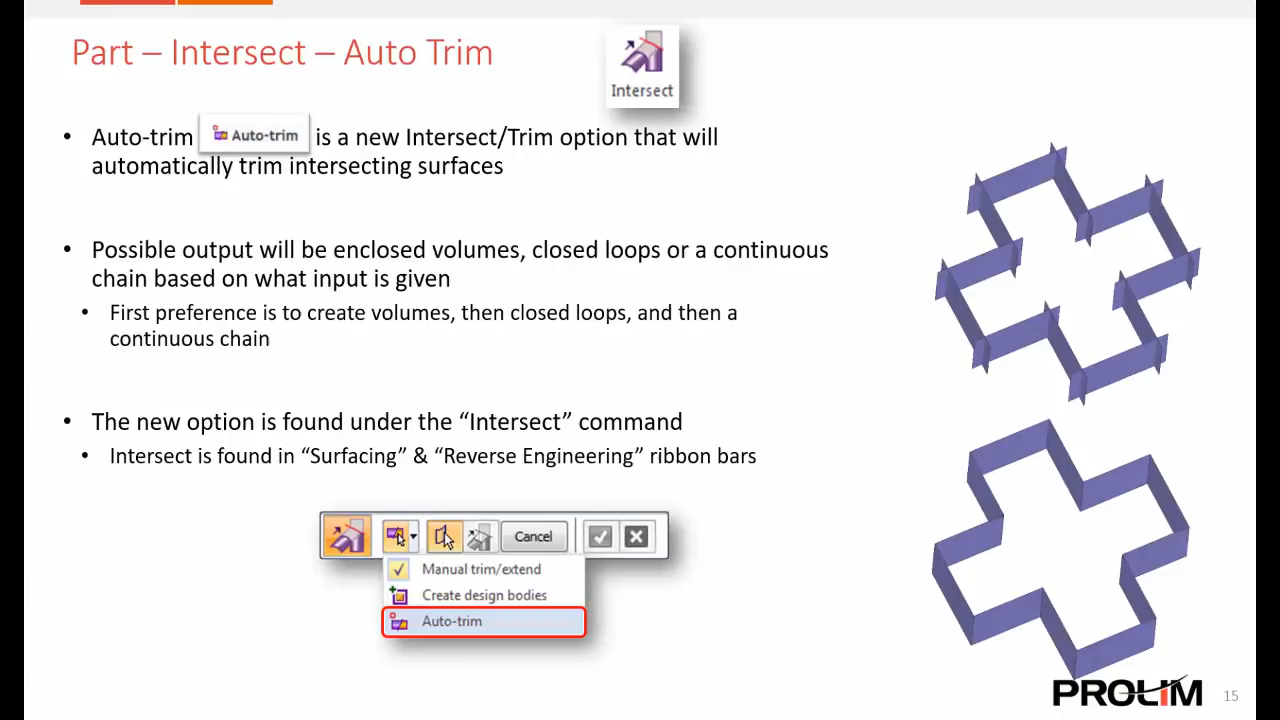 Part – Intersect – Auto Trim
Intersect
• Auto-trim Auto-trim is a new Intersect/Trim option that will
automatically trim intersecting surfaces
• Possible output will be enclosed volumes, closed loops or a continuous
chain based on what input is given
• First preference is to create volumes, then closed loops, and then a
continuous chain
• The new option is found under the “Intersect” command
• Intersect is found in “Surfacing” & “Reverse Engineering” ribbon bars
Cancel
Manual trim/extend
Create design bodies
Auto-trim
PROLIM
15